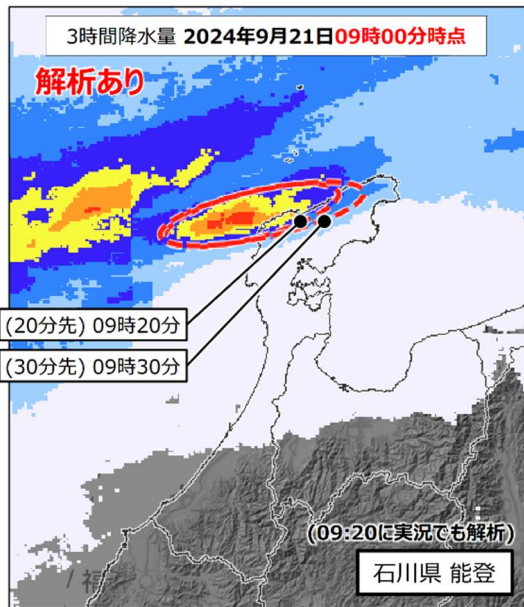 3時間降水量 2024年9月21日09時00分時点
解析あり
(20分先) 09時20分
(30分先) 09時30分
(09:20に実況でも解析)
石川県 能登